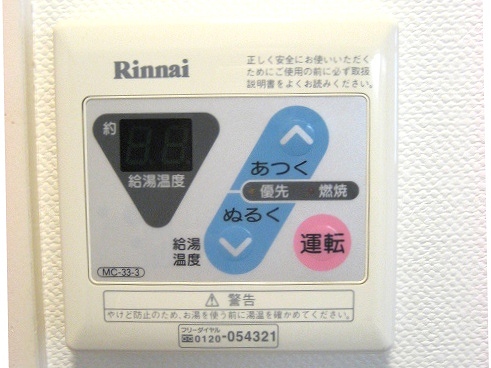 Rinnai
正しく安全にお使いいただく
ためにご使用の前に必ず取扱
説明書をよくお読みください。
約
給湯温度
あつく
優先 燃焼
ぬるく
給湯
温度
運転
MC-33-3
警告
やけど防止のため、お湯を使う前に湯温を確かめてください。
フリーダイヤル
0120-054321